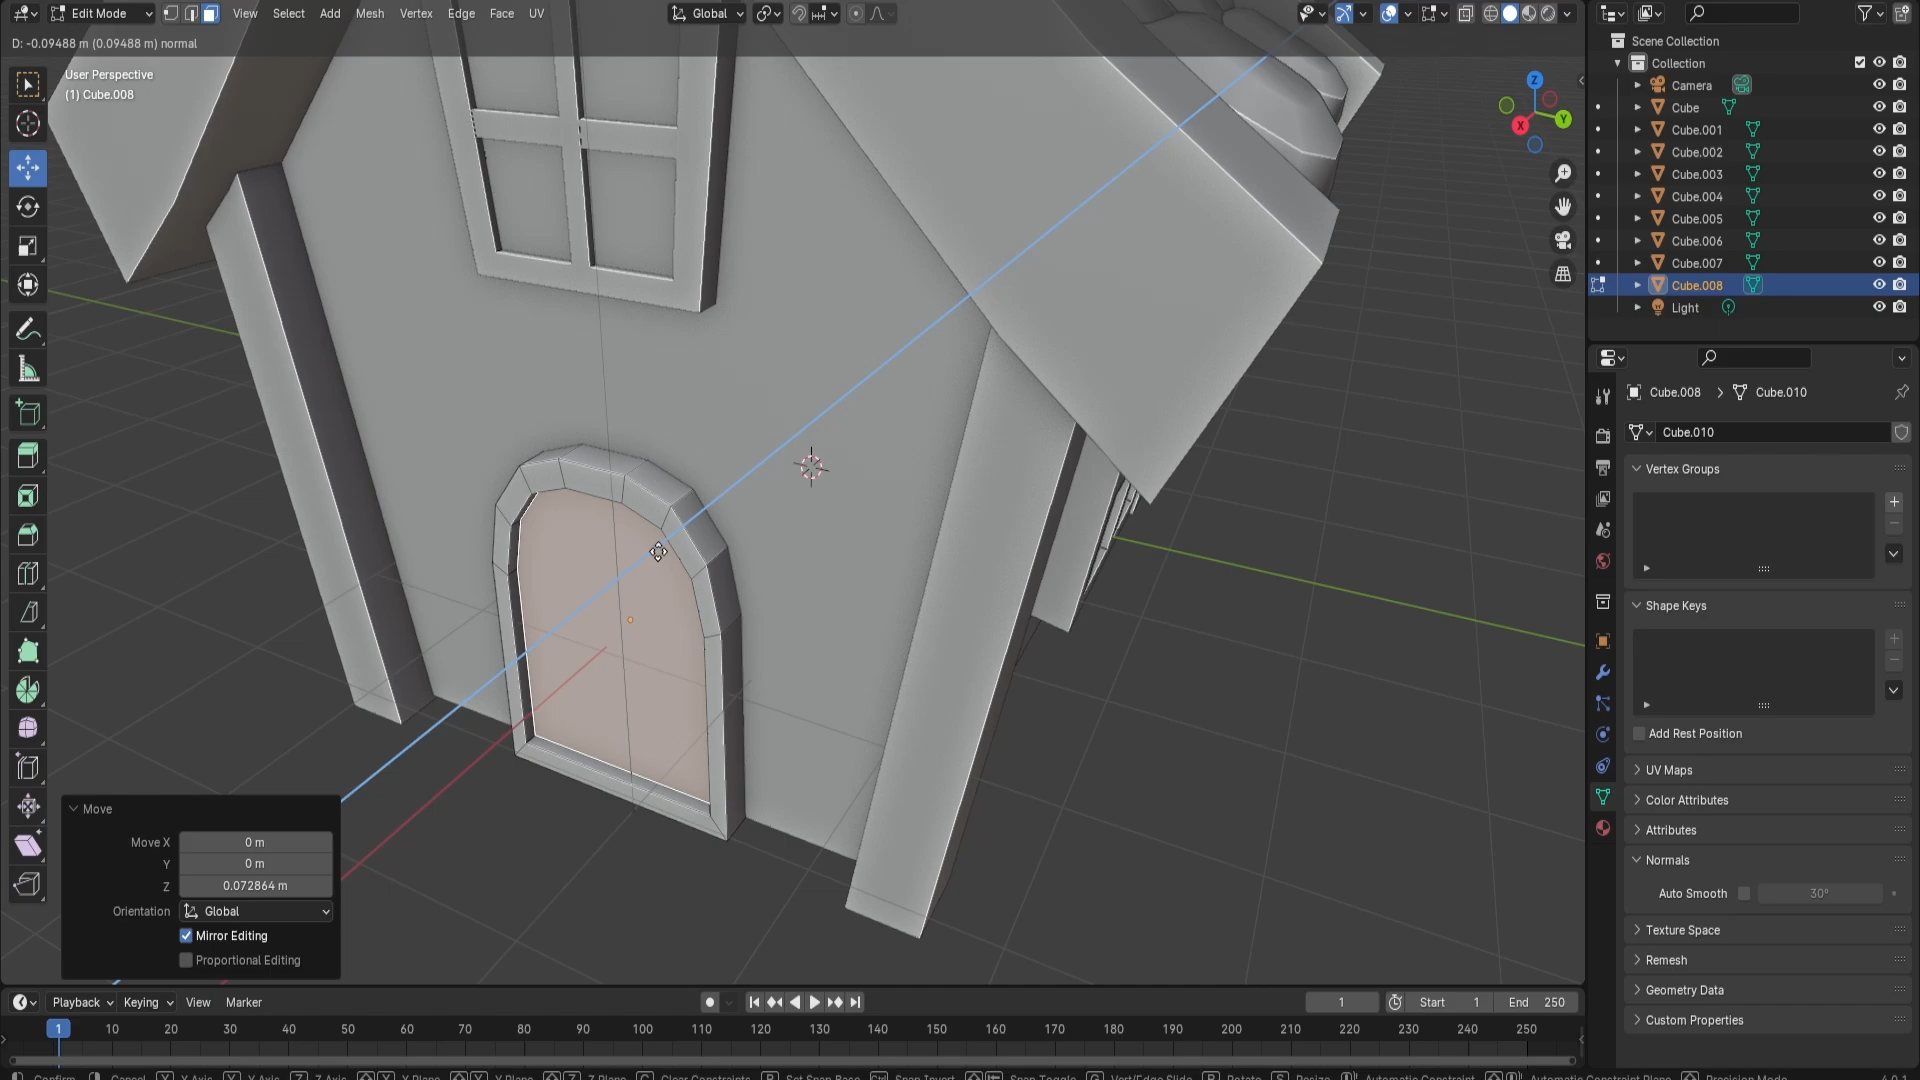 Edit Mode View Select Add Mesh Vertex Edge Face UV Global
D: -0.09488 m (0.09488 m) normal
User Perspective
(1) Cube.008
X
Y
Z
Scene Collection
Collection
Camera
Cube
Cube.001
Cube.002
Cube.003
Cube.004
Cube.005
Cube.006
Cube.007
Cube.008
Light
Cube.008 > Cube.010
Cube.010
Vertex Groups
Shape Keys
Add Rest Position
UV Maps
Color Attributes
Attributes
Normals
Auto Smooth 30°
Texture Space
Remesh
Geometry Data
Custom Properties
Move
Move X 0 m
Y 0 m
Z 0.072864 m
Orientation Global
Mirror Editing
Proportional Editing
Playback Keying View Marker 1 Start 1 End 250
1 10 20 30 40 50 60 70 80 90 100 110 120 130 140 150 160 170 180 190 200 210 220 230 240 250